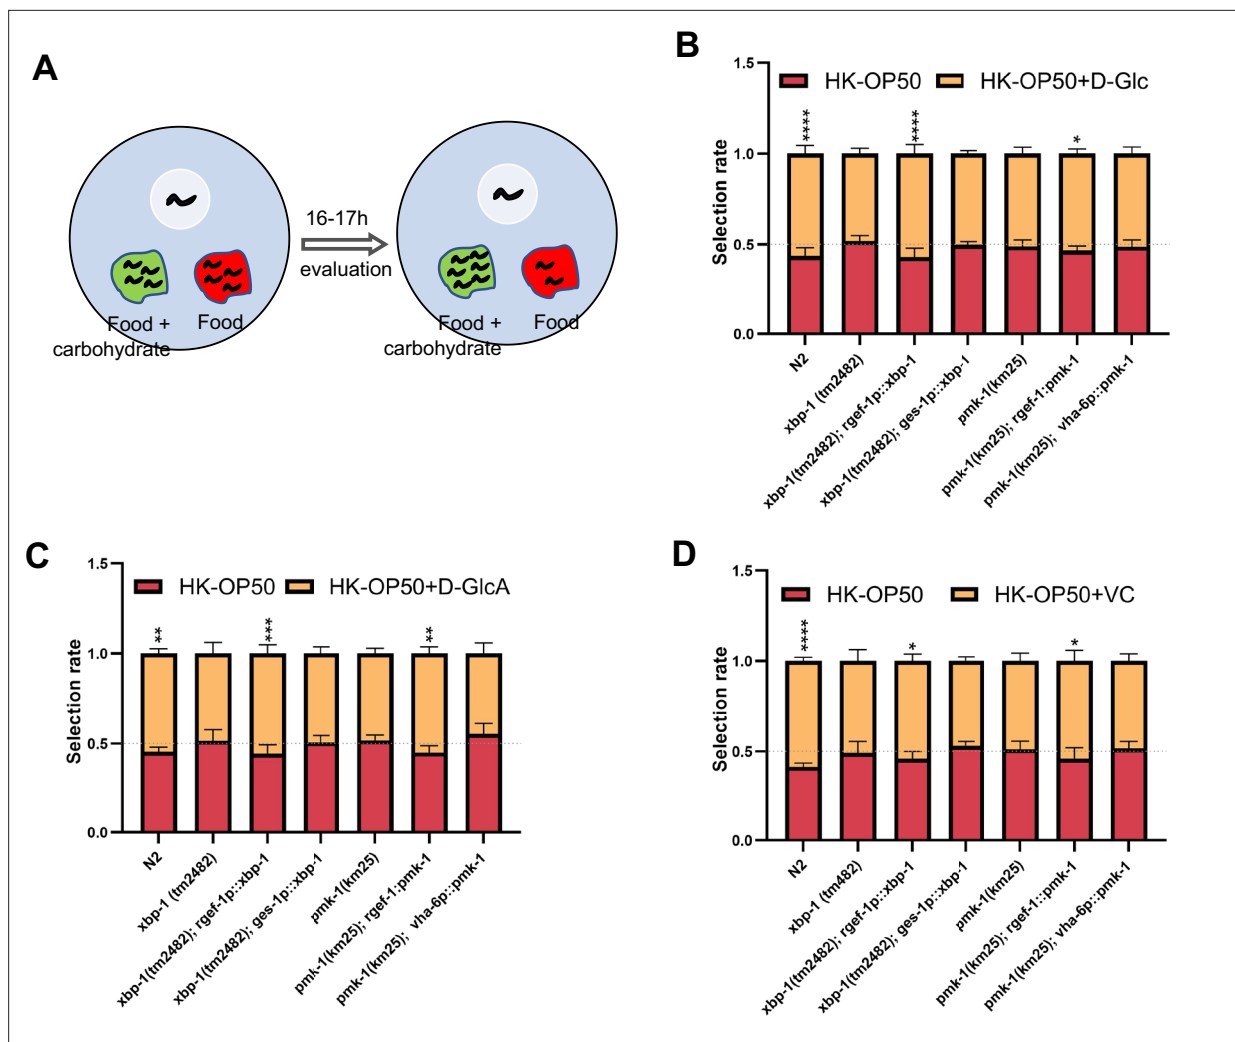 A
16-17h
evaluation
Food +
carbohydrate
Food
Food +
carbohydrate
Food
B
HK-OP50
HK-OP50+D-Glc
Selection rate
1.5
1.0
0.5
0.0
****
****
*
N2
xbp-1 (tm2482)
xbp-1(tm2482); rgef-1p::xbp-1
xbp-1(tm2482); ges-1p::xbp-1
pmk-1(km25)
pmk-1(km25); rgef-1:pmk-1
pmk-1(km25); vha-6p::pmk-1
C
HK-OP50
HK-OP50+D-GlcA
Selection rate
1.5
1.0
0.5
0.0
**
***
**
N2
xbp-1 (tm2482)
xbp-1(tm2482); rgef-1p::xbp-1
xbp-1(tm2482); ges-1p::xbp-1
pmk-1(km25)
pmk-1(km25); rgef-1:pmk-1
pmk-1(km25); vha-6p::pmk-1
D
HK-OP50
HK-OP50+VC
Selection rate
1.5
1.0
0.5
0.0
****
*
*
N2
xbp-1 (tm482)
xbp-1(tm2482); rgef-1p::xbp-1
xbp-1(tm2482); ges-1p::xbp-1
pmk-1(km25)
pmk-1(km25); rgef-1::pmk-1
pmk-1(km25); vha-6p::pmk-1